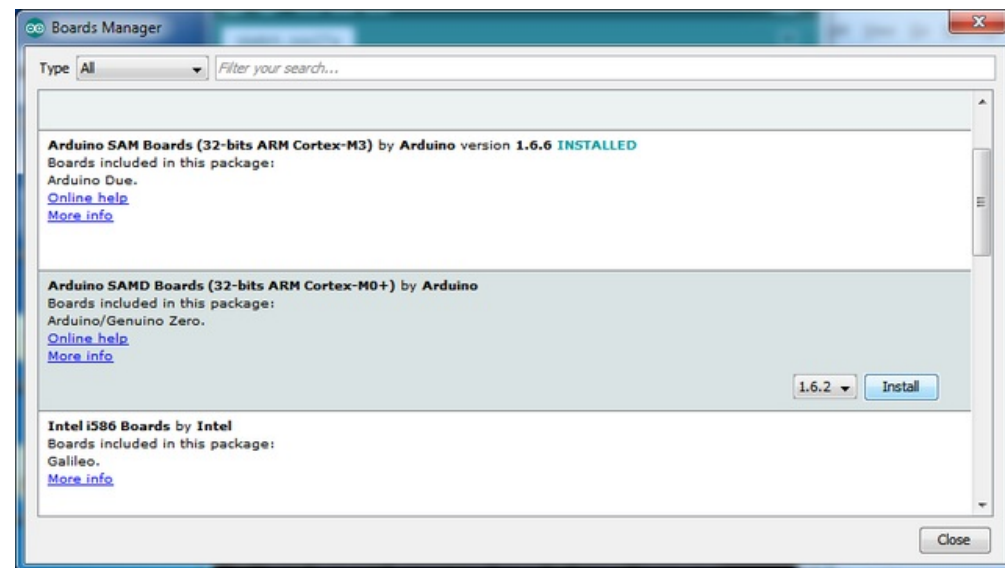 Boards Manager
Type All Filter your search...
Arduino SAM Boards (32-bits ARM Cortex-M3) by Arduino version 1.6.6 INSTALLED
Boards included in this package:
Arduino Due.
Online help
More info
Arduino SAMD Boards (32-bits ARM Cortex-M0+) by Arduino
Boards included in this package:
Arduino/Genuino Zero.
Online help
More info
1.6.2 Install
Intel i586 Boards by Intel
Boards included in this package:
Galileo.
More info
Close